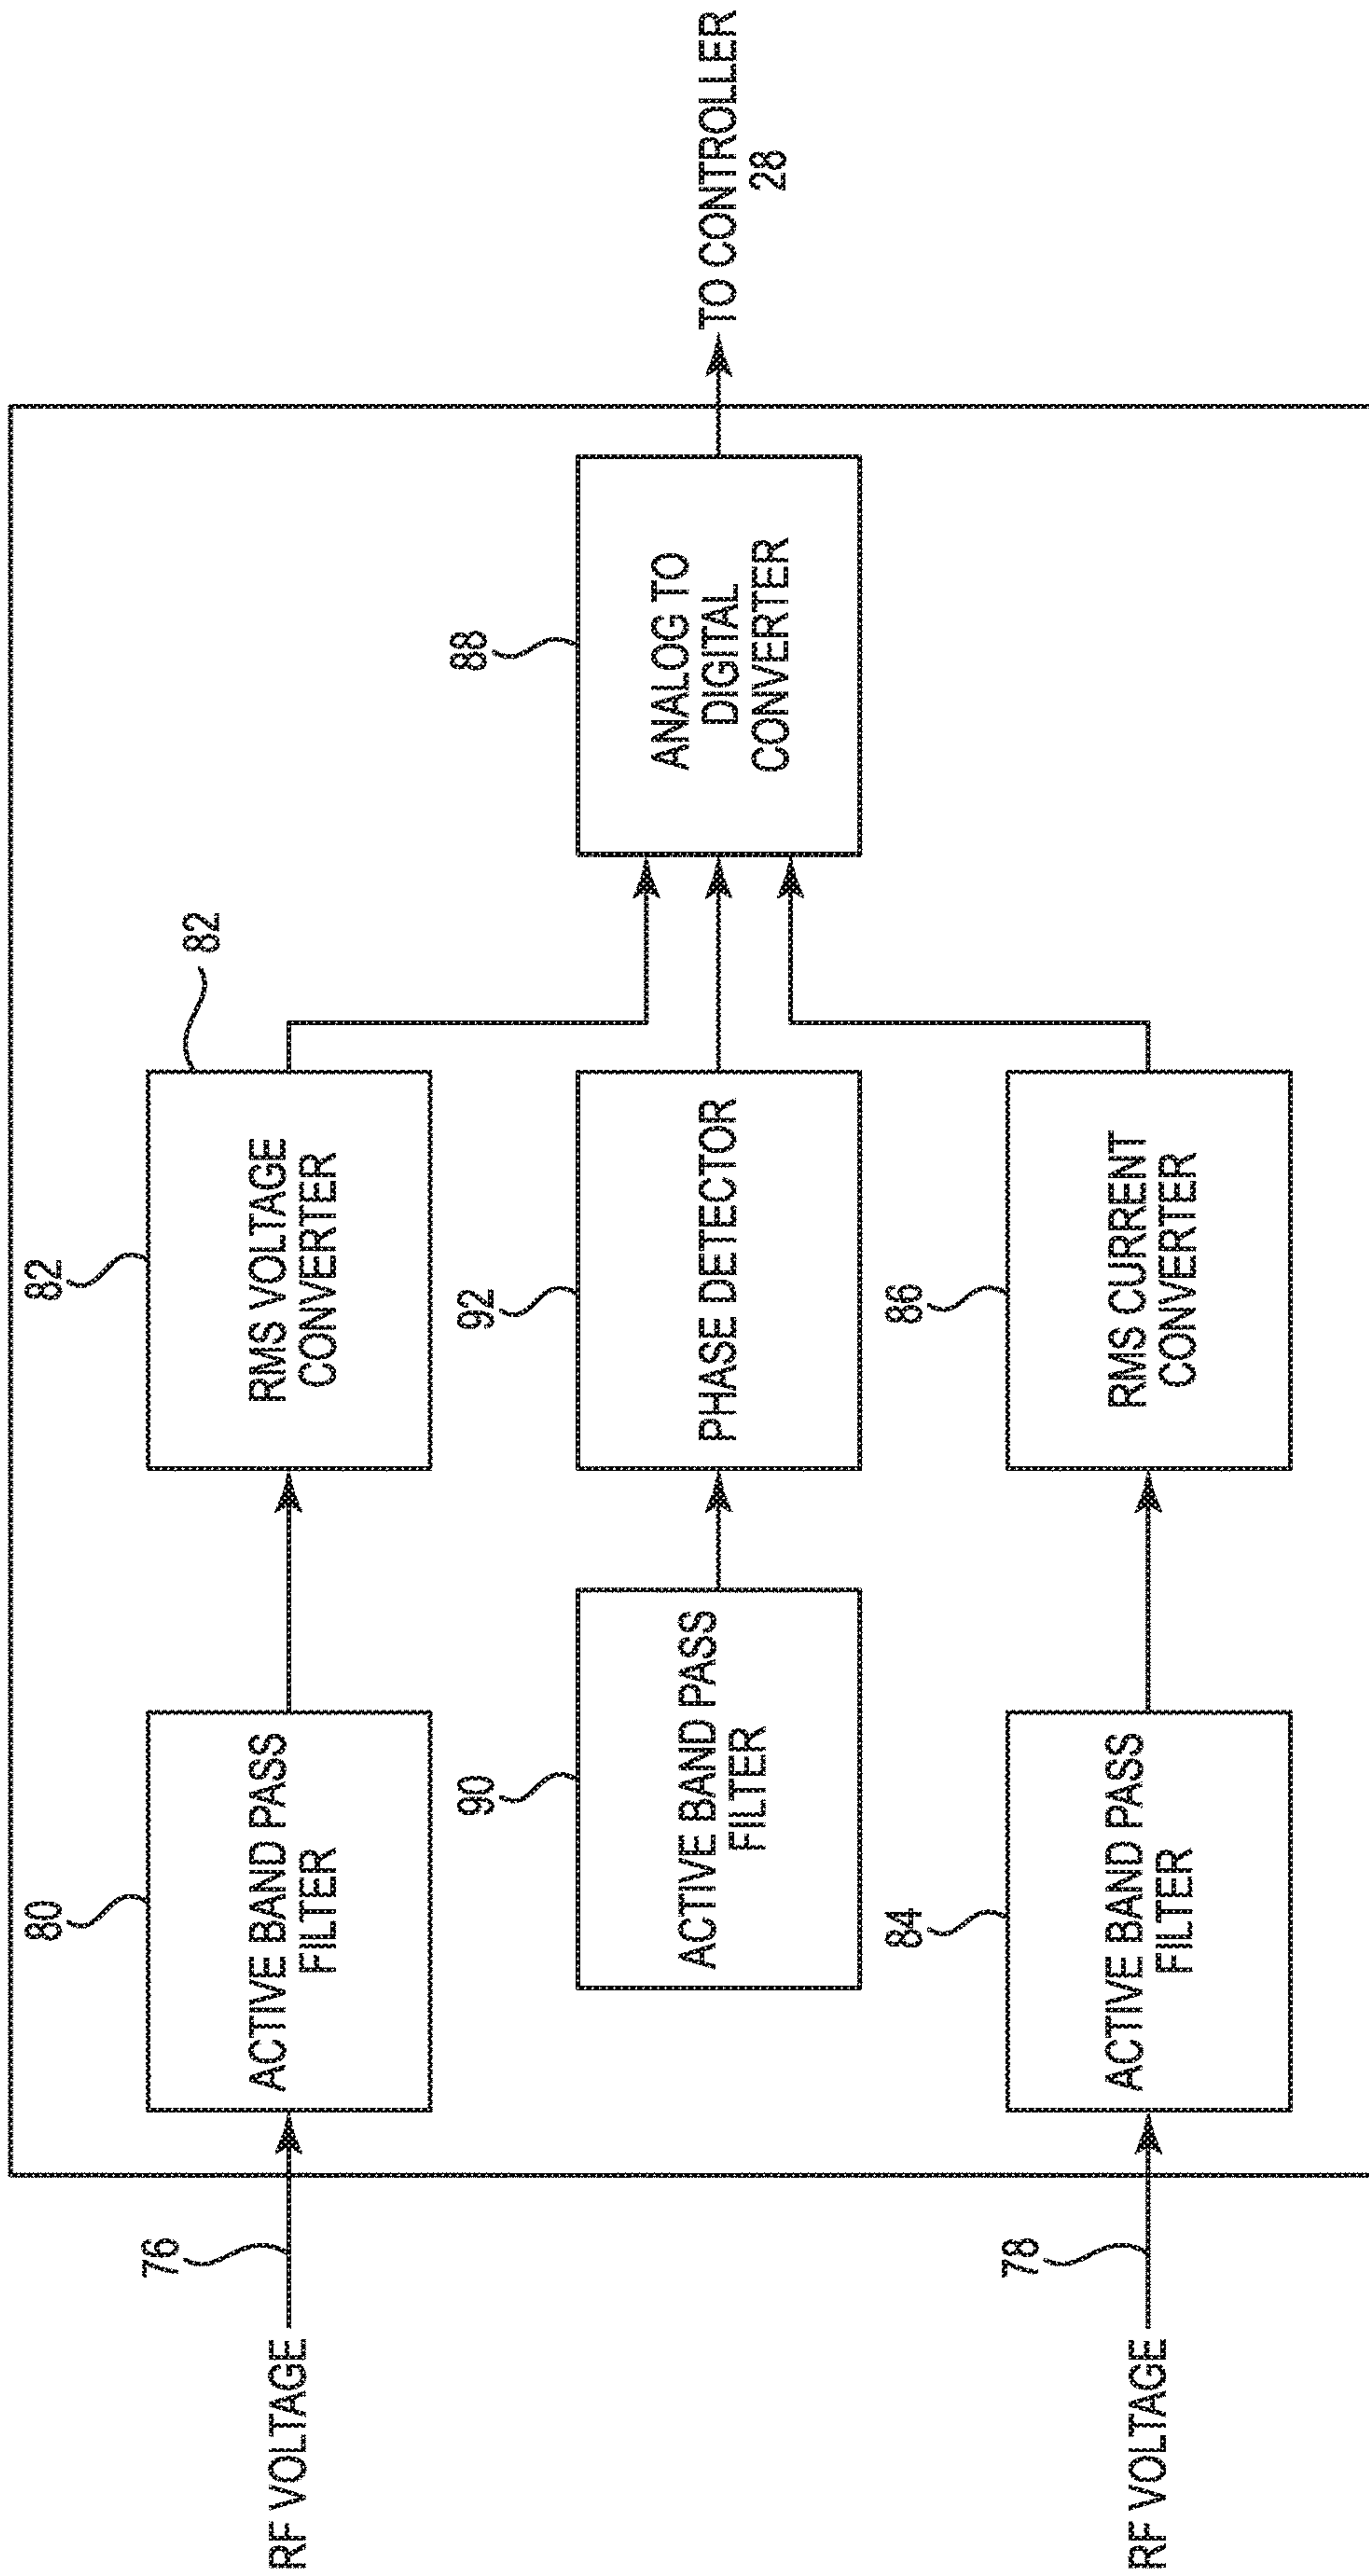 RF VOLTAGE
76
80
ACTIVE BAND PASS
FILTER
82
RMS VOLTAGE
CONVERTER
82
90
ACTIVE BAND PASS
FILTER
92
PHASE DETECTOR
88
ANALOG TO
DIGITAL
CONVERTER
TO CONTROLLER
28
RF VOLTAGE
78
84
ACTIVE BAND PASS
FILTER
86
RMS CURRENT
CONVERTER